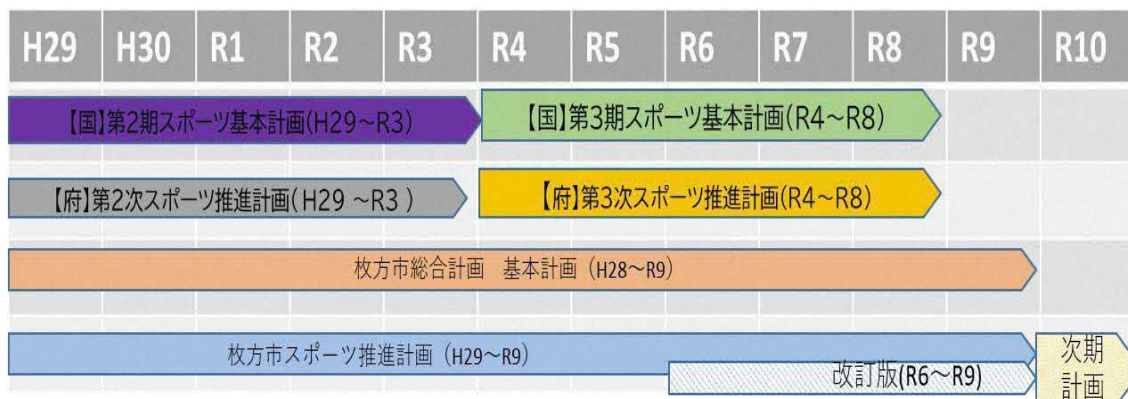 H29 H30 R1 R2 R3 R4 R5 R6 R7 R8 R9 R10
【国】第2期スポーツ基本計画(H29～R3) 【国】第3期スポーツ基本計画(R4～R8)
【府】第2次スポーツ推進計画(H29 ～R3 ) 【府】第3次スポーツ推進計画(R4～R8)
枚方市総合計画　基本計画（H28～R9）
枚方市スポーツ推進計画（H29～R9）
改訂版(R6～R9)
次期
計画